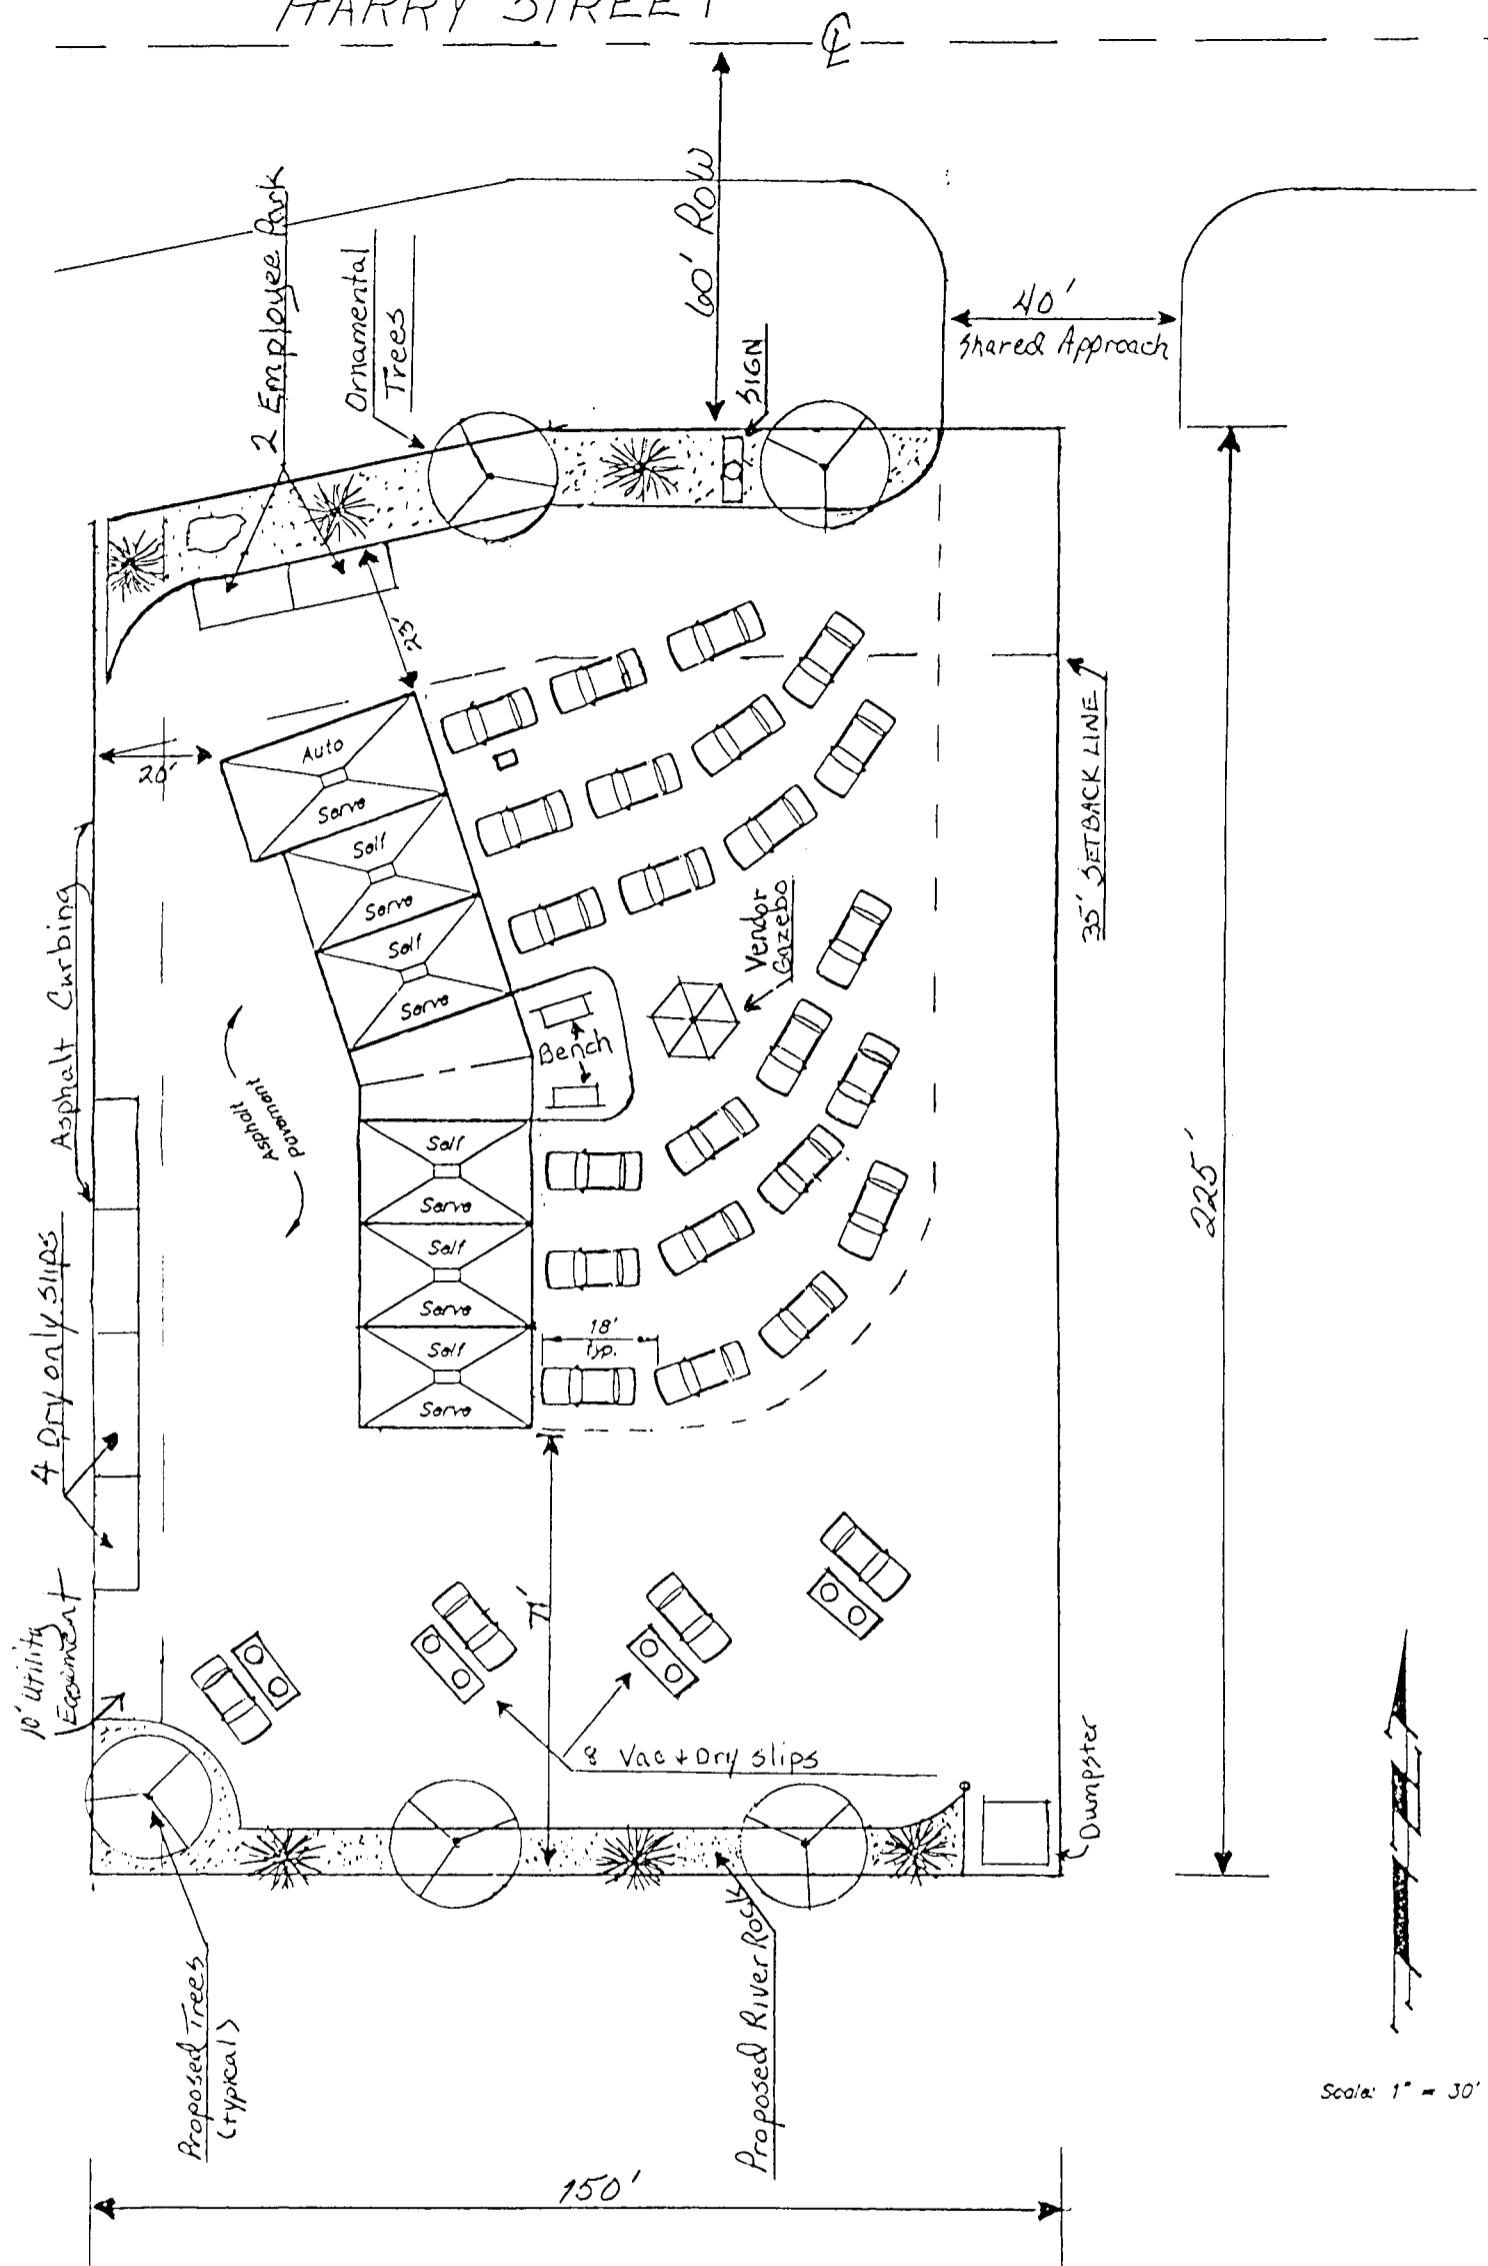 HARRY STREET
℄
60' ROW
2 Employee Park
Ornamental
Trees
SIGN
40'
Shared Approach
23'
20'
Auto
Serve
Self
Serve
Self
Serve
35' SETBACK LINE
Vendor
Gazebo
Bench
Asphalt Curbing
Asphalt
Pavement
Self
Serve
Self
Serve
Self
Serve
18'
typ.
225'
4 Dry only slips
71'
10' Utility
Easiment
8 Vac + Dry slips
Dumpster
Proposed Trees
(typical)
Proposed River Rock
150'
Scale: 1" = 30'